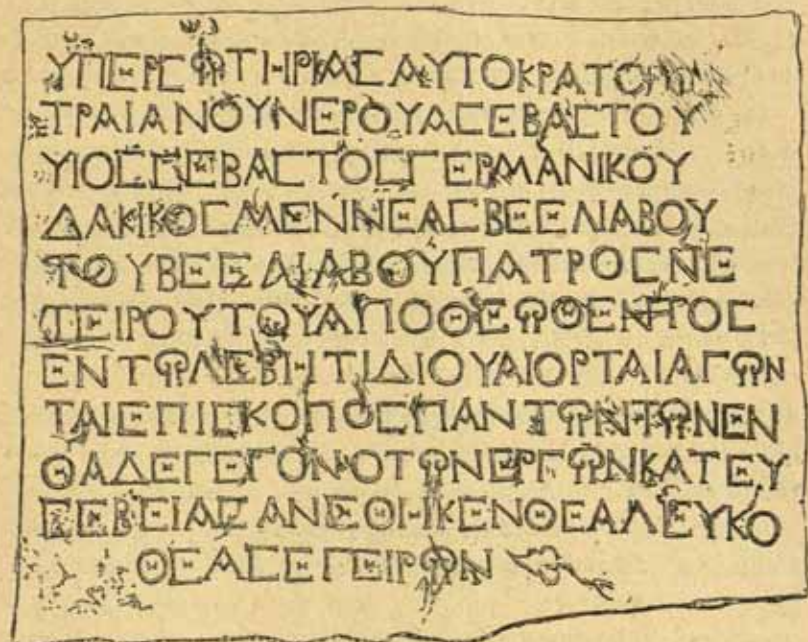 ΥΠΕΡΣΩΤΗΡΙΑΣΑΥΤΟΚΡΑΤΟΡΟΣ
ΤΡΑΙΑΝΟΥΝΕΡΟΥΑΣΕΒΑΣΤΟΥ
ΥΙΟΣΣΕΒΑΣΤΟΣΓΕΡΜΑΝΙΚΟΥ
ΔΑΚΙΚΟΣΜΕΝΝΕΑΣΒΕΕΛΙΑΒΟΥ
ΤΟΥΒΕΕΛΙΑΒΟΥΠΑΤΡΟΣΝΕ
ΤΕΙΡΟΥΤΟΥΑΠΟΘΕΩΘΕΝΤΟΣ
ΕΝΤΩΛΕΒΗΤΙΔΙΟΥΑΙΟΡΤΑΙΑΓΩΝ
ΤΑΙΕΠΙΣΚΟΠΟΣΠΑΝΤΩΝΤΩΝΕΝ
ΘΑΔΕΓΕΓΟΝΟΤΩΝΕΡΓΩΝΚΑΤΕΥ
ΣΕΒΕΙΑΣΑΝΕΘΗΚΕΝΘΕΑΛΕΥΚΟ
ΘΕΑΣΕΓΕΙΡΩΝ